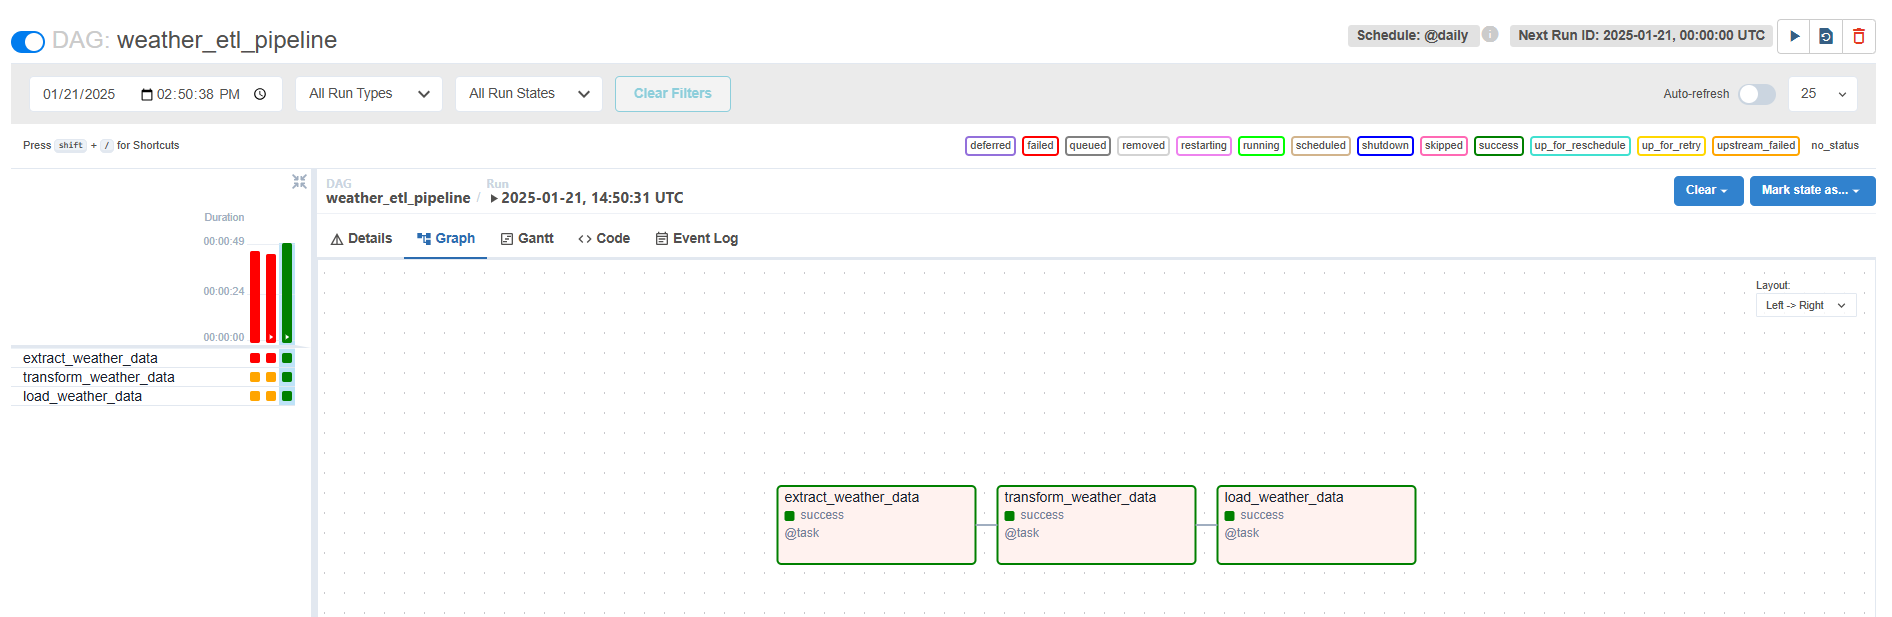 DAG: weather_etl_pipeline
Schedule: @daily
i
Next Run ID: 2025-01-21, 00:00:00 UTC
01/21/2025 02:50:38 PM
All Run Types
All Run States
Clear Filters
Auto-refresh
25
Press shift + / for Shortcuts
deferred failed queued removed restarting running scheduled shutdown skipped success up_for_reschedule up_for_retry upstream_failed no_status
DAG
weather_etl_pipeline /
Run
2025-01-21, 14:50:31 UTC
Clear
Mark state as...
Details
Graph
Gantt
Code
Event Log
Duration
00:00:49
00:00:24
00:00:00
extract_weather_data
transform_weather_data
load_weather_data
Layout:
Left -> Right
extract_weather_data
success
@task
transform_weather_data
success
@task
load_weather_data
success
@task